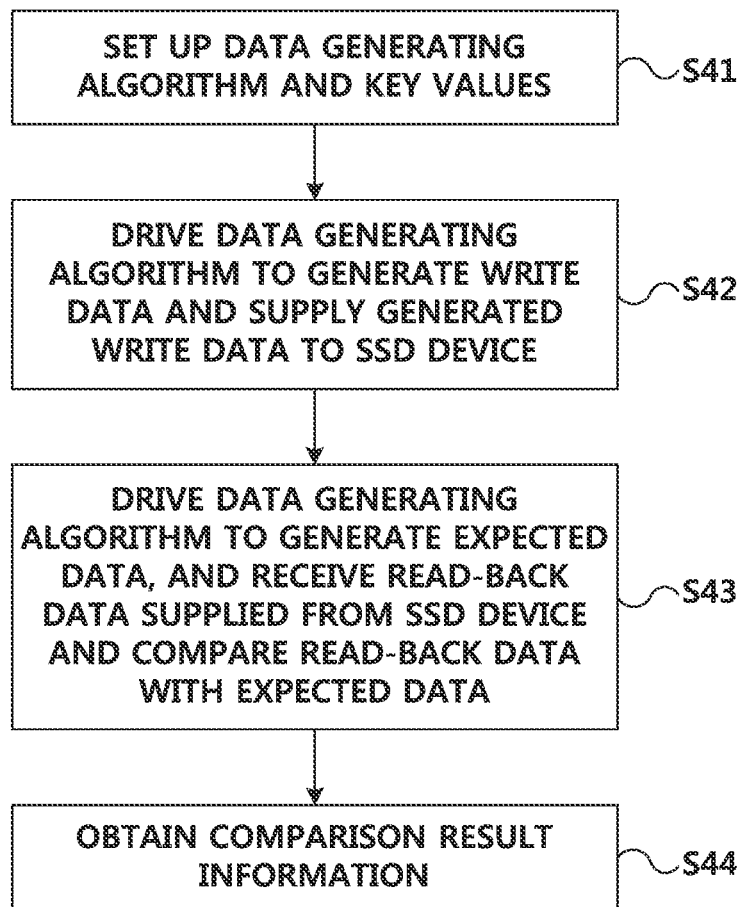 SET UP DATA GENERATING
ALGORITHM AND KEY VALUES
S41
DRIVE DATA GENERATING
ALGORITHM TO GENERATE WRITE
DATA AND SUPPLY GENERATED
WRITE DATA TO SSD DEVICE
S42
DRIVE DATA GENERATING
ALGORITHM TO GENERATE EXPECTED
DATA, AND RECEIVE READ-BACK
DATA SUPPLIED FROM SSD DEVICE
AND COMPARE READ-BACK DATA
WITH EXPECTED DATA
S43
OBTAIN COMPARISON RESULT
INFORMATION
S44